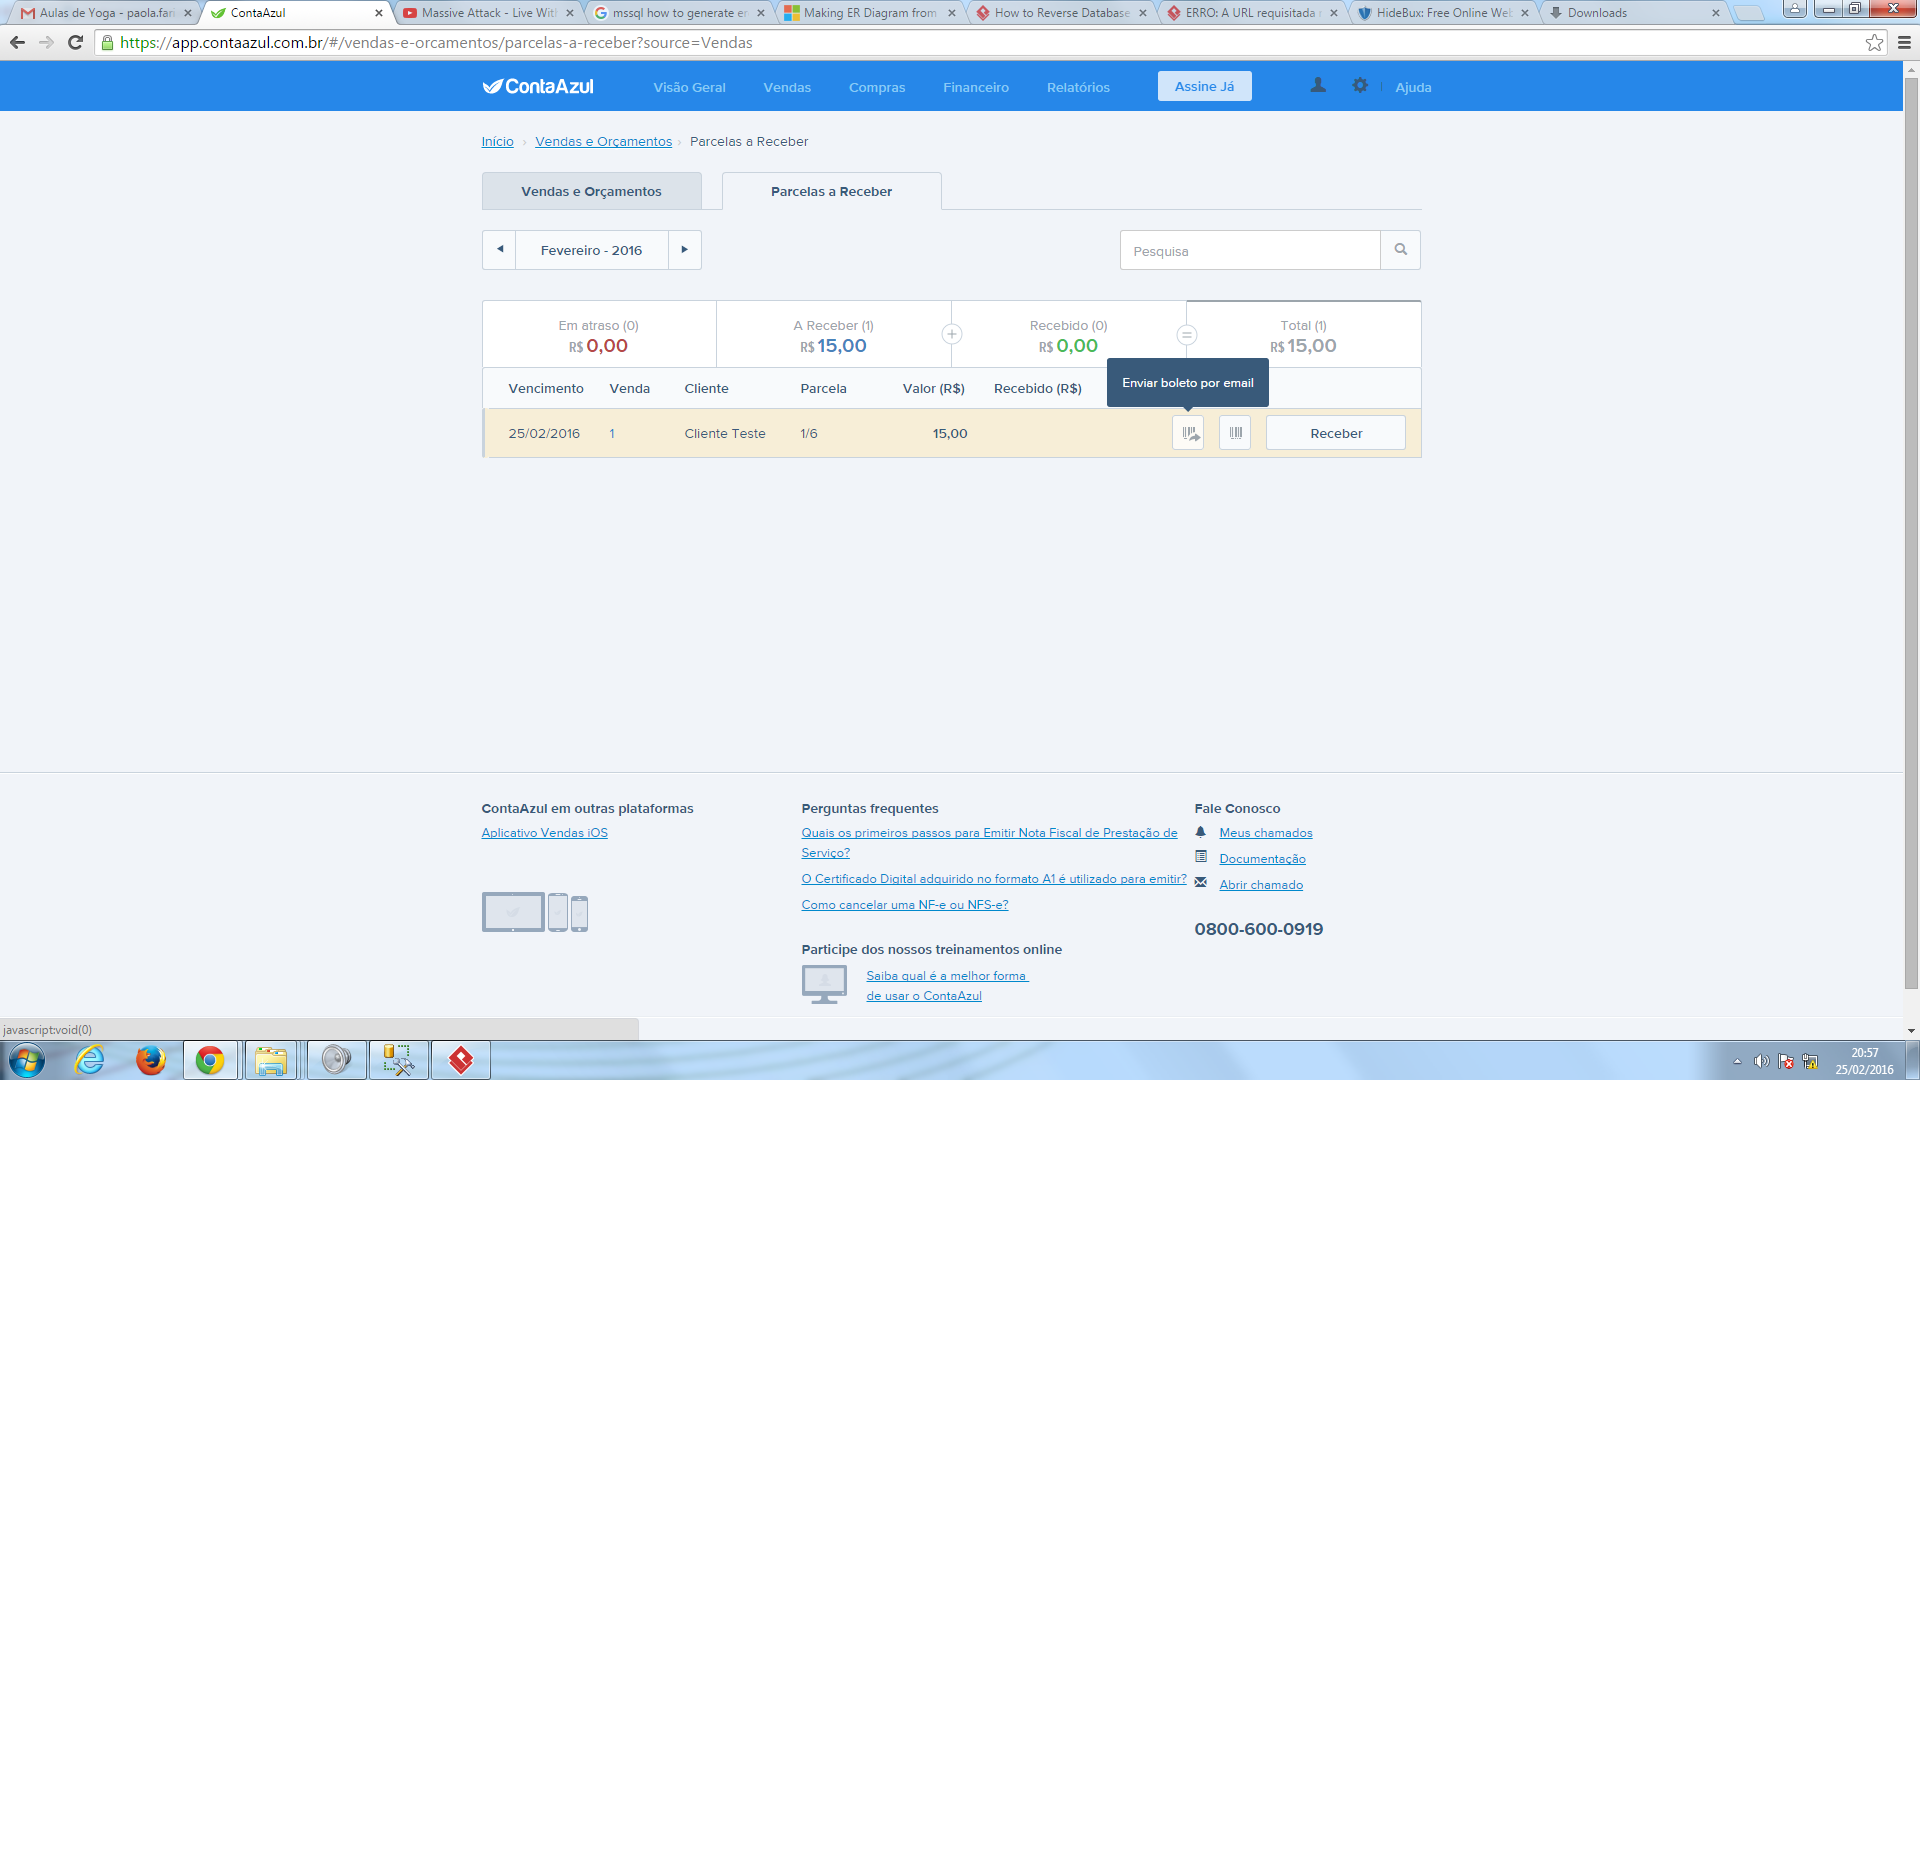 Aulas de Yoga - paola.fari
ContaAzul
Massive Attack - Live With
mssql how to generate er
Making ER Diagram from
How to Reverse Database
ERRO: A URL requisitada
HideBux: Free Online Web
Downloads
https://app.contaazul.com.br/#/vendas-e-orcamentos/parcelas-a-receber?source=Vendas
ContaAzul
Visão Geral
Vendas
Compras
Financeiro
Relatórios
Assine Já
Ajuda
Início › Vendas e Orçamentos › Parcelas a Receber
Vendas e Orçamentos
Parcelas a Receber
Fevereiro - 2016
Pesquisa
Em atraso (0)
R$ 0,00
A Receber (1)
R$ 15,00
+
Recebido (0)
R$ 0,00
=
Total (1)
R$ 15,00
Enviar boleto por email
Vencimento Venda Cliente Parcela Valor (R$) Recebido (R$)
25/02/2016 1 Cliente Teste 1/6 15,00 Receber
ContaAzul em outras plataformas
Aplicativo Vendas iOS
Perguntas frequentes
Quais os primeiros passos para Emitir Nota Fiscal de Prestação de
Serviço?
O Certificado Digital adquirido no formato A1 é utilizado para emitir?
Como cancelar uma NF-e ou NFS-e?
Participe dos nossos treinamentos online
Saiba qual é a melhor forma
de usar o ContaAzul
Fale Conosco
Meus chamados
Documentação
Abrir chamado
0800-600-0919
javascript:void(0)
20:57
25/02/2016